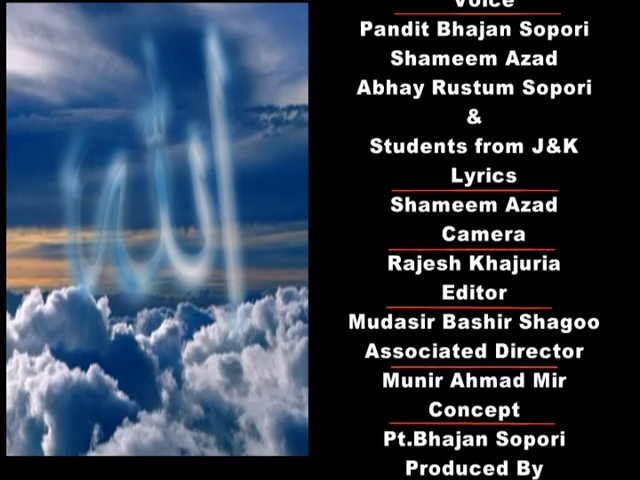 الله
Voice
Pandit Bhajan Sopori
Shameem Azad
Abhay Rustum Sopori
&
Students from J&K
Lyrics
Shameem Azad
Camera
Rajesh Khajuria
Editor
Mudasir Bashir Shagoo
Associated Director
Munir Ahmad Mir
Concept
Pt.Bhajan Sopori
Produced By